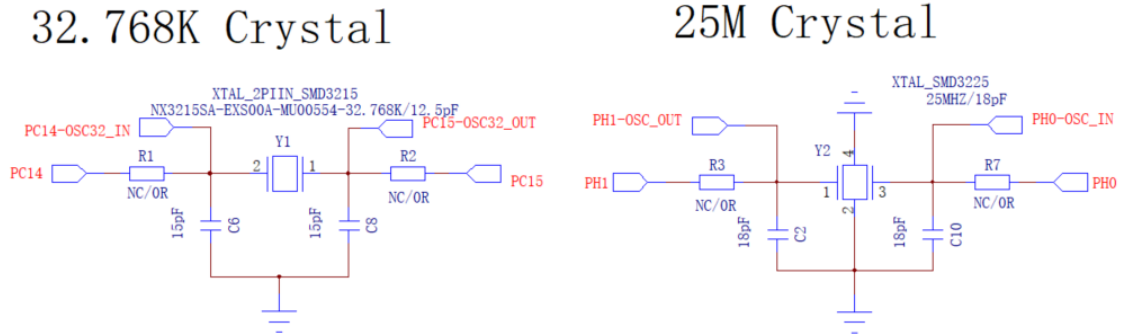 32.768K Crystal
XTAL_2PIIN_SMD3215
NX3215SA-EXS00A-MU00554-32.768K/12.5pF
PC14-OSC32_IN
PC15-OSC32_OUT
Y1
PC14
R1
2
1
R2
PC15
NC/0R
NC/0R
15pF
C6
15pF
C8
25M Crystal
XTAL_SMD3225
25MHZ/18pF
PH1-OSC_OUT
PH0-OSC_IN
Y2
4
PH1
R3
1
3
R7
PH0
2
NC/0R
NC/0R
18pF
C2
18pF
C10